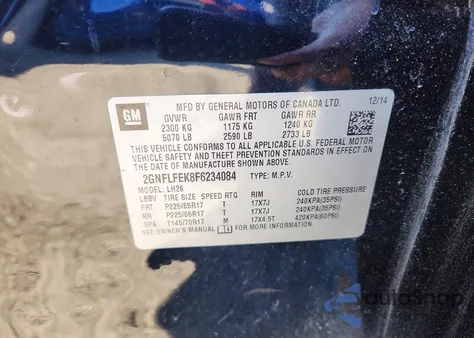 GM
MFD BY GENERAL MOTORS OF CANADA LTD. 12/14
GVWR GAWR FRT GAWR RR
2300 KG 1175 KG 1240 KG
5070 LB 2590 LB 2733 LB
THIS VEHICLE CONFORMS TO ALL APPLICABLE U.S. FEDERAL
MOTOR VEHICLE SAFETY AND THEFT PREVENTION STANDARDS IN
EFFECT ON THE DATE OF MANUFACTURE SHOWN ABOVE.
2GNFLFEK8F6234084 TYPE: M.P.V.
MODEL: LH26
LBBV TIRE SIZE SPEED RTG RIM COLD TIRE PRESSURE
FRT P225/65R17 T 17X7J 240KPA(35PSI)
RR P225/65R17 T 17X7J 240KPA(35PSI)
SPA T145/70R17 M 17X4.5T 420KPA(60PSI)
SEE OWNER'S MANUAL FOR MORE INFORMATION.
autoSnap